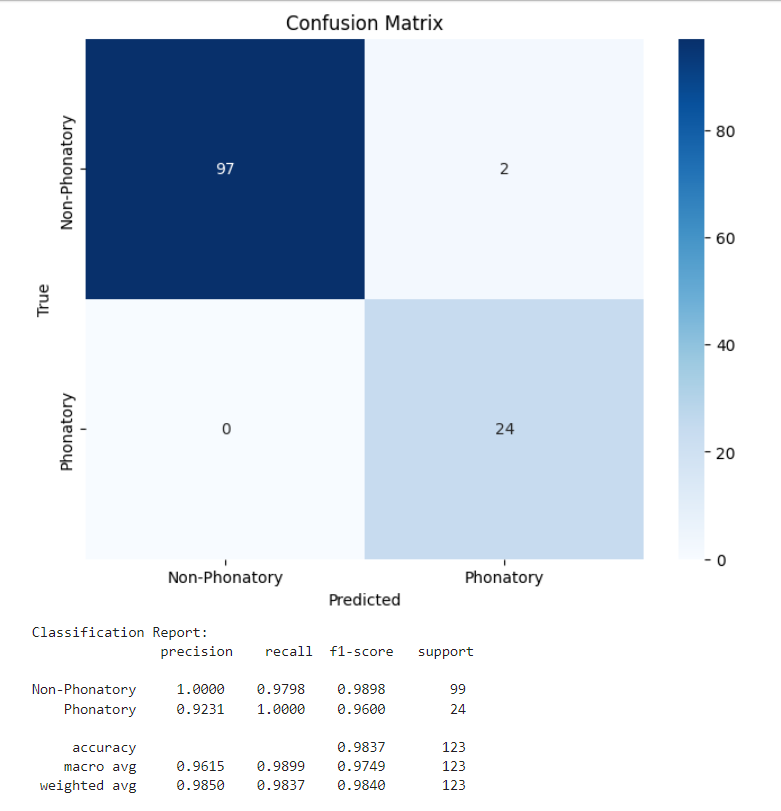 Confusion Matrix
Non-Phonatory
97
2
80
60
True
40
Phonatory
0
24
20
0
Non-Phonatory
Phonatory
Predicted
Classification Report:
precision recall f1-score support
Non-Phonatory 1.0000 0.9798 0.9898 99
Phonatory 0.9231 1.0000 0.9600 24
accuracy 0.9837 123
macro avg 0.9615 0.9899 0.9749 123
weighted avg 0.9850 0.9837 0.9840 123